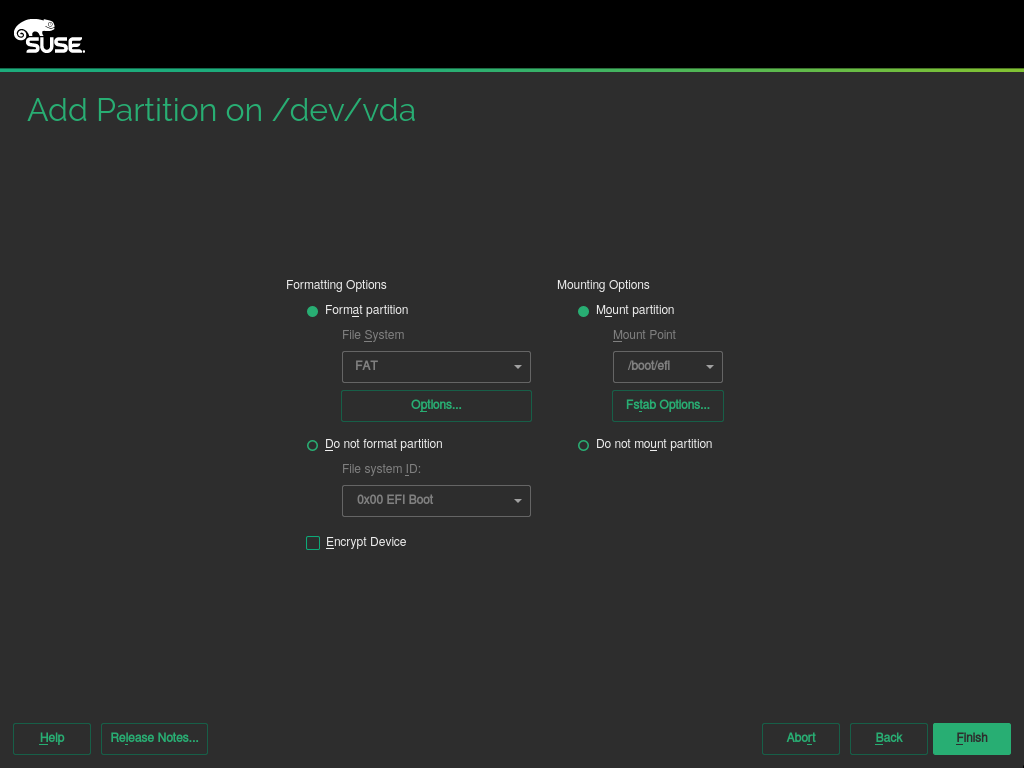 SUSE.
Add Partition on /dev/vda
Formatting Options
Format partition
File System
FAT
Options...
Do not format partition
File system ID:
0x00 EFI Boot
Encrypt Device
Mounting Options
Mount partition
Mount Point
/boot/efi
Fstab Options...
Do not mount partition
Help
Release Notes...
Abort
Back
Finish